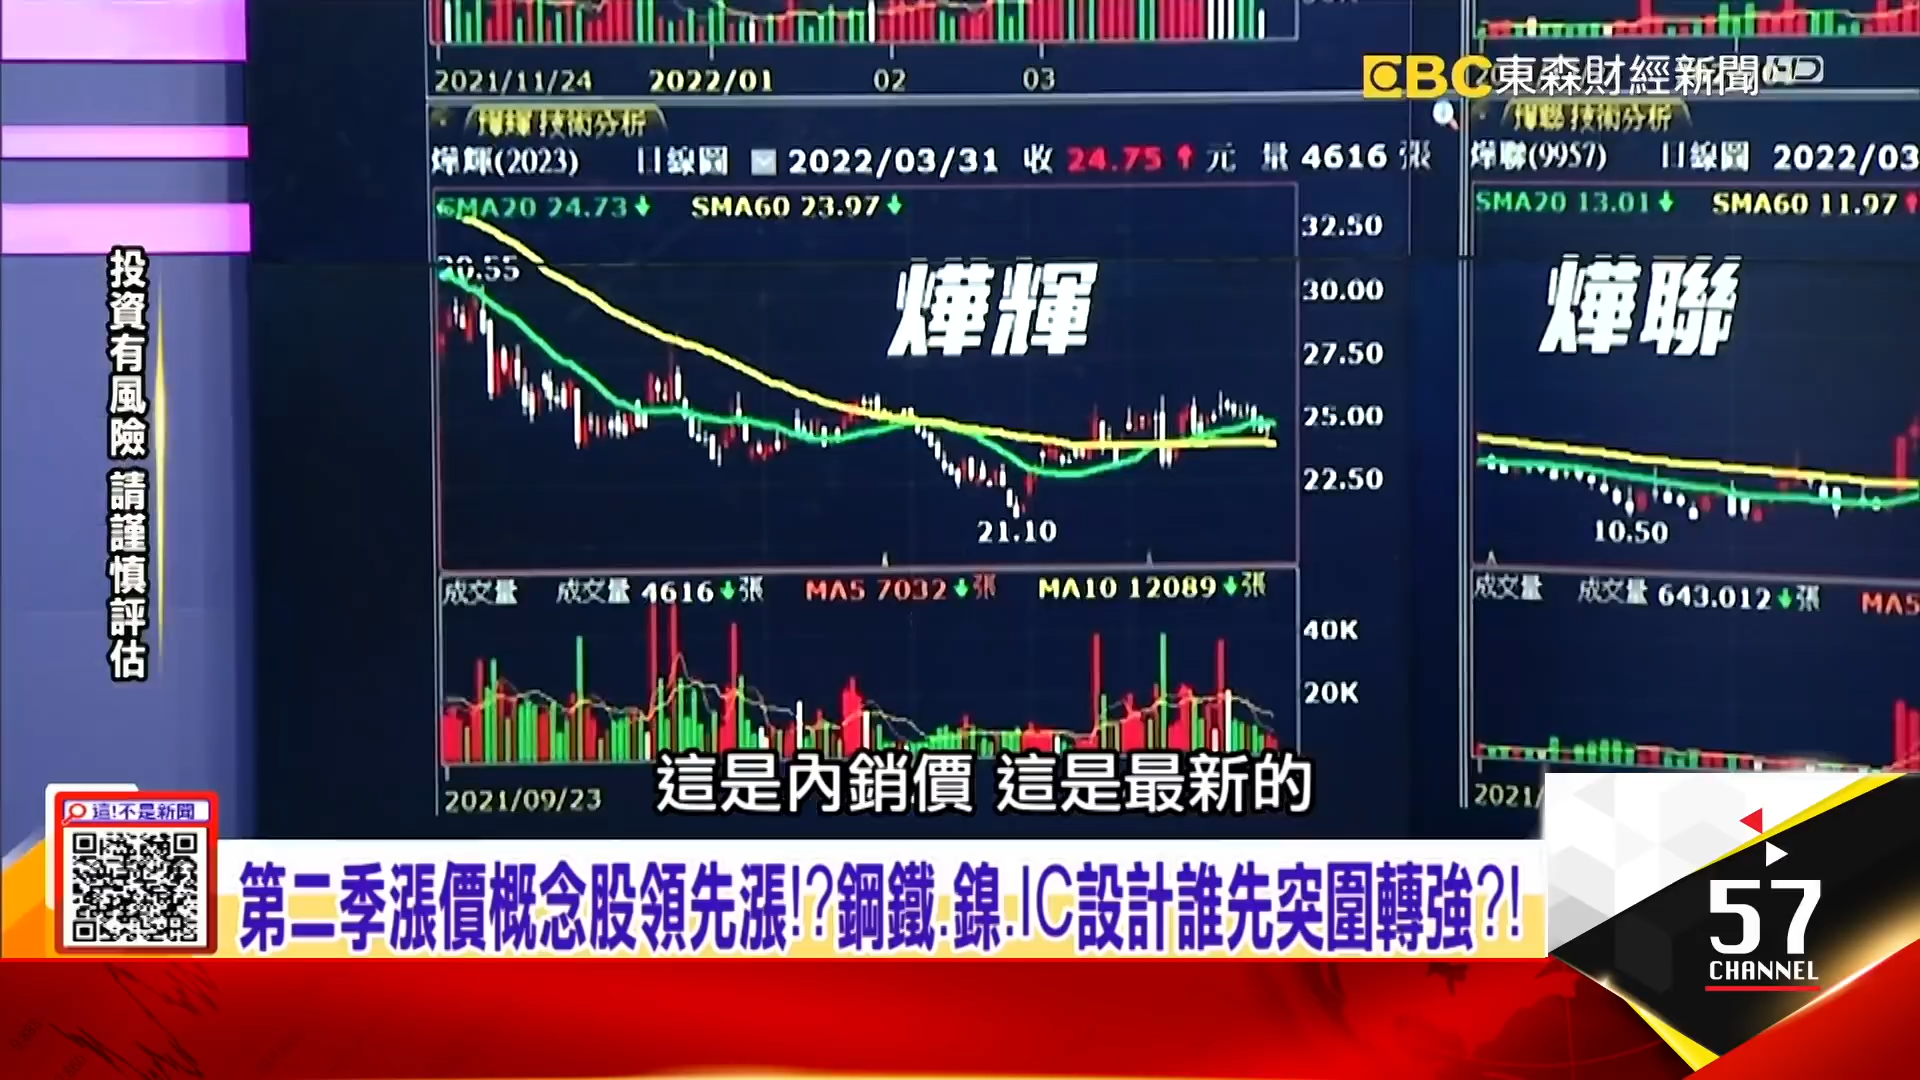 2021/11/24 2022/01 02 03
EBC東森財經新聞HD
燁輝 技術分析
燁輝(2023) 日線圖 2022/03/31 收 24.75 元 量 4616 張
SMA20 24.73 SMA60 23.97
32.50
30.00
27.50
25.00
22.50
燁輝
21.10
成交量 成交量 4616 張 MA5 7032 張 MA10 12089 張
40K
20K
2021/09/23
燁聯 技術分析
燁聯(9957) 日線圖 2022/03
SMA20 13.01 SMA60 11.97
燁聯
10.50
成交量 成交量 643.012 張 MA5
2021/
投資有風險 請謹慎評估
這是內銷價 這是最新的
這!不是新聞
第二季漲價概念股領先漲!?鋼鐵.鎳.IC設計誰先突圍轉強?!
57
CHANNEL